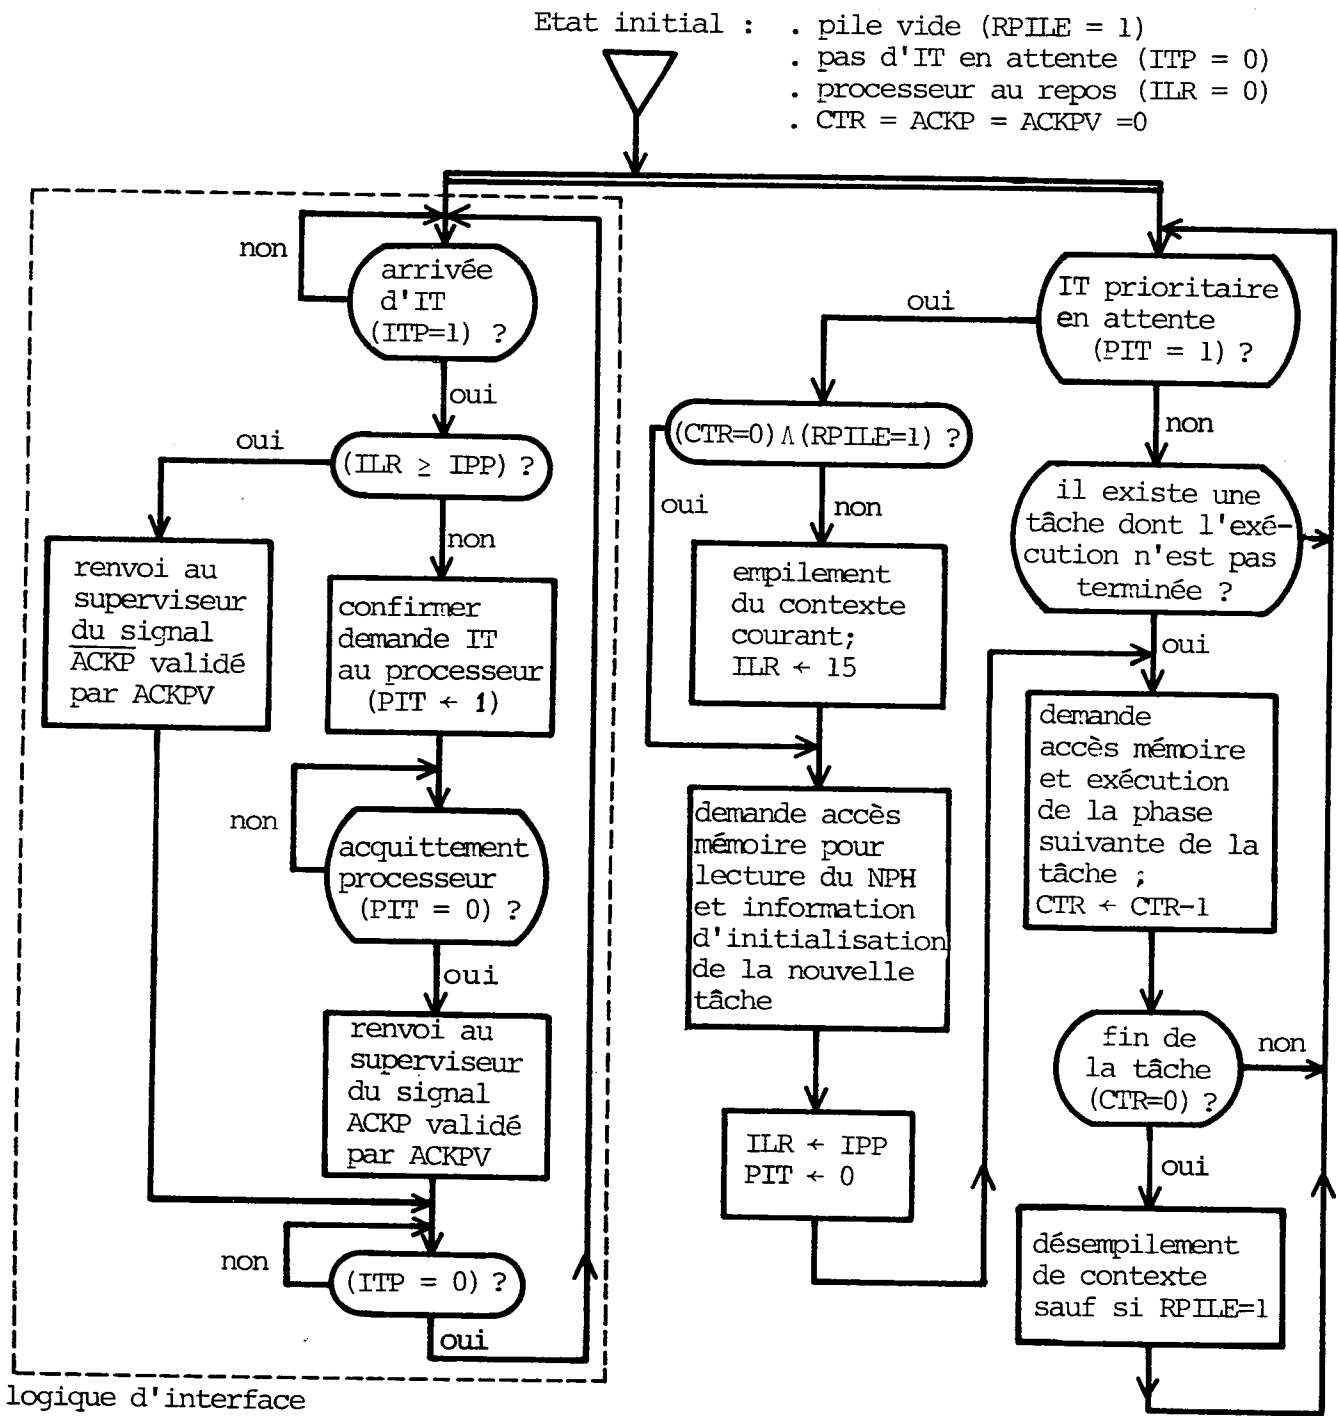 Etat initial : . pile vide (RPILE = 1)
. pas d'IT en attente (ITP = 0)
. processeur au repos (ILR = 0)
. CTR = ACKP = ACKPV =0
non
arrivée
d'IT
(ITP=1) ?
oui
oui
(ILR ≥ IPP) ?
non
renvoi au
superviseur
du signal
ACKP validé
par ACKPV
confirmer
demande IT
au processeur
(PIT ← 1)
non
acquittement
processeur
(PIT = 0) ?
oui
renvoi au
superviseur
du signal
ACKP validé
par ACKPV
non
(ITP = 0) ?
oui
logique d'interface
IT prioritaire
en attente
(PIT = 1) ?
oui
non
(CTR=0) Λ (RPILE=1) ?
oui
non
empilement
du contexte
courant;
ILR ← 15
demande accès
mémoire pour
lecture du NPH
et information
d'initialisation
de la nouvelle
tâche
ILR ← IPP
PIT ← 0
il existe une
tâche dont l'exé-
cution n'est pas
terminée ?
oui
demande
accès mémoire
et exécution
de la phase
suivante de la
tâche ;
CTR ← CTR-1
fin de
la tâche
(CTR=0) ?
non
oui
désempilement
de contexte
sauf si RPILE=1